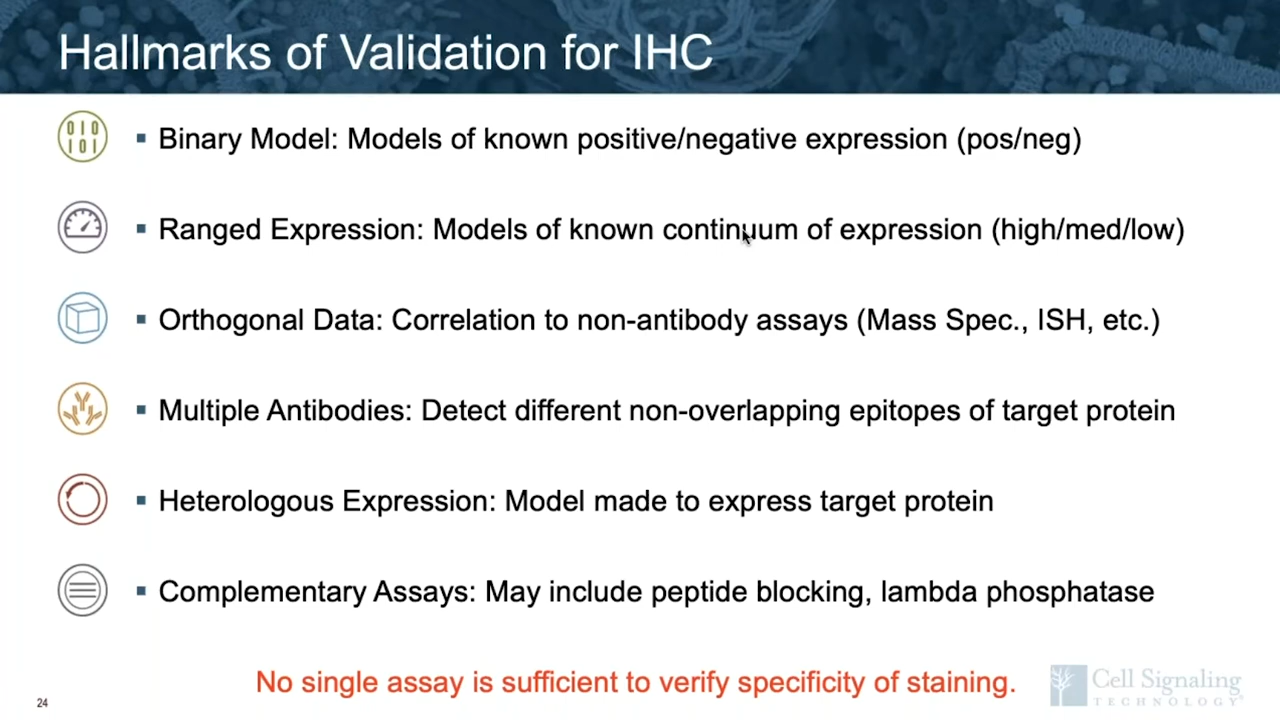 Hallmarks of Validation for IHC
010
101
▪ Binary Model: Models of known positive/negative expression (pos/neg)
▪ Ranged Expression: Models of known continuum of expression (high/med/low)
▪ Orthogonal Data: Correlation to non-antibody assays (Mass Spec., ISH, etc.)
▪ Multiple Antibodies: Detect different non-overlapping epitopes of target protein
▪ Heterologous Expression: Model made to express target protein
▪ Complementary Assays: May include peptide blocking, lambda phosphatase
No single assay is sufficient to verify specificity of staining.
24
Cell Signaling
TECHNOLOGY®